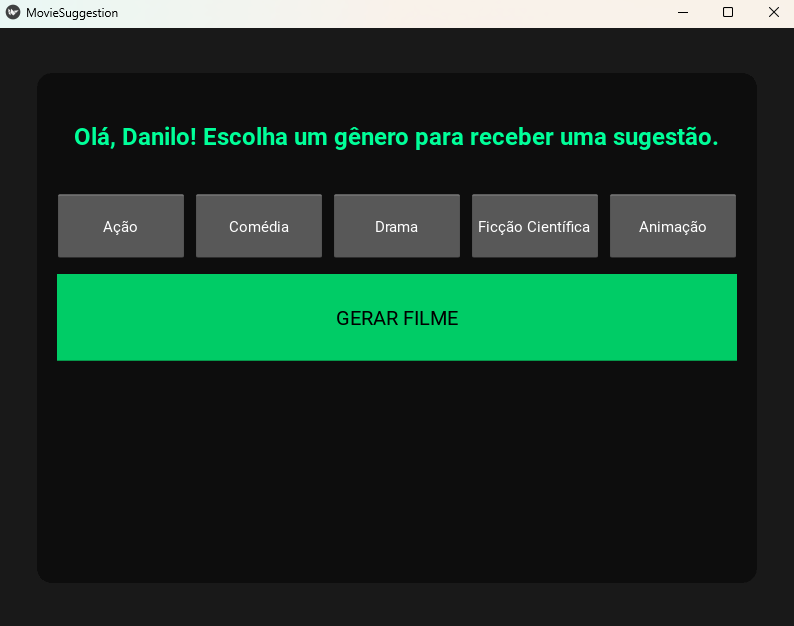 MovieSuggestion
Olá, Danilo! Escolha um gênero para receber uma sugestão.
Ação
Comédia
Drama
Ficção Científica
Animação
GERAR FILME